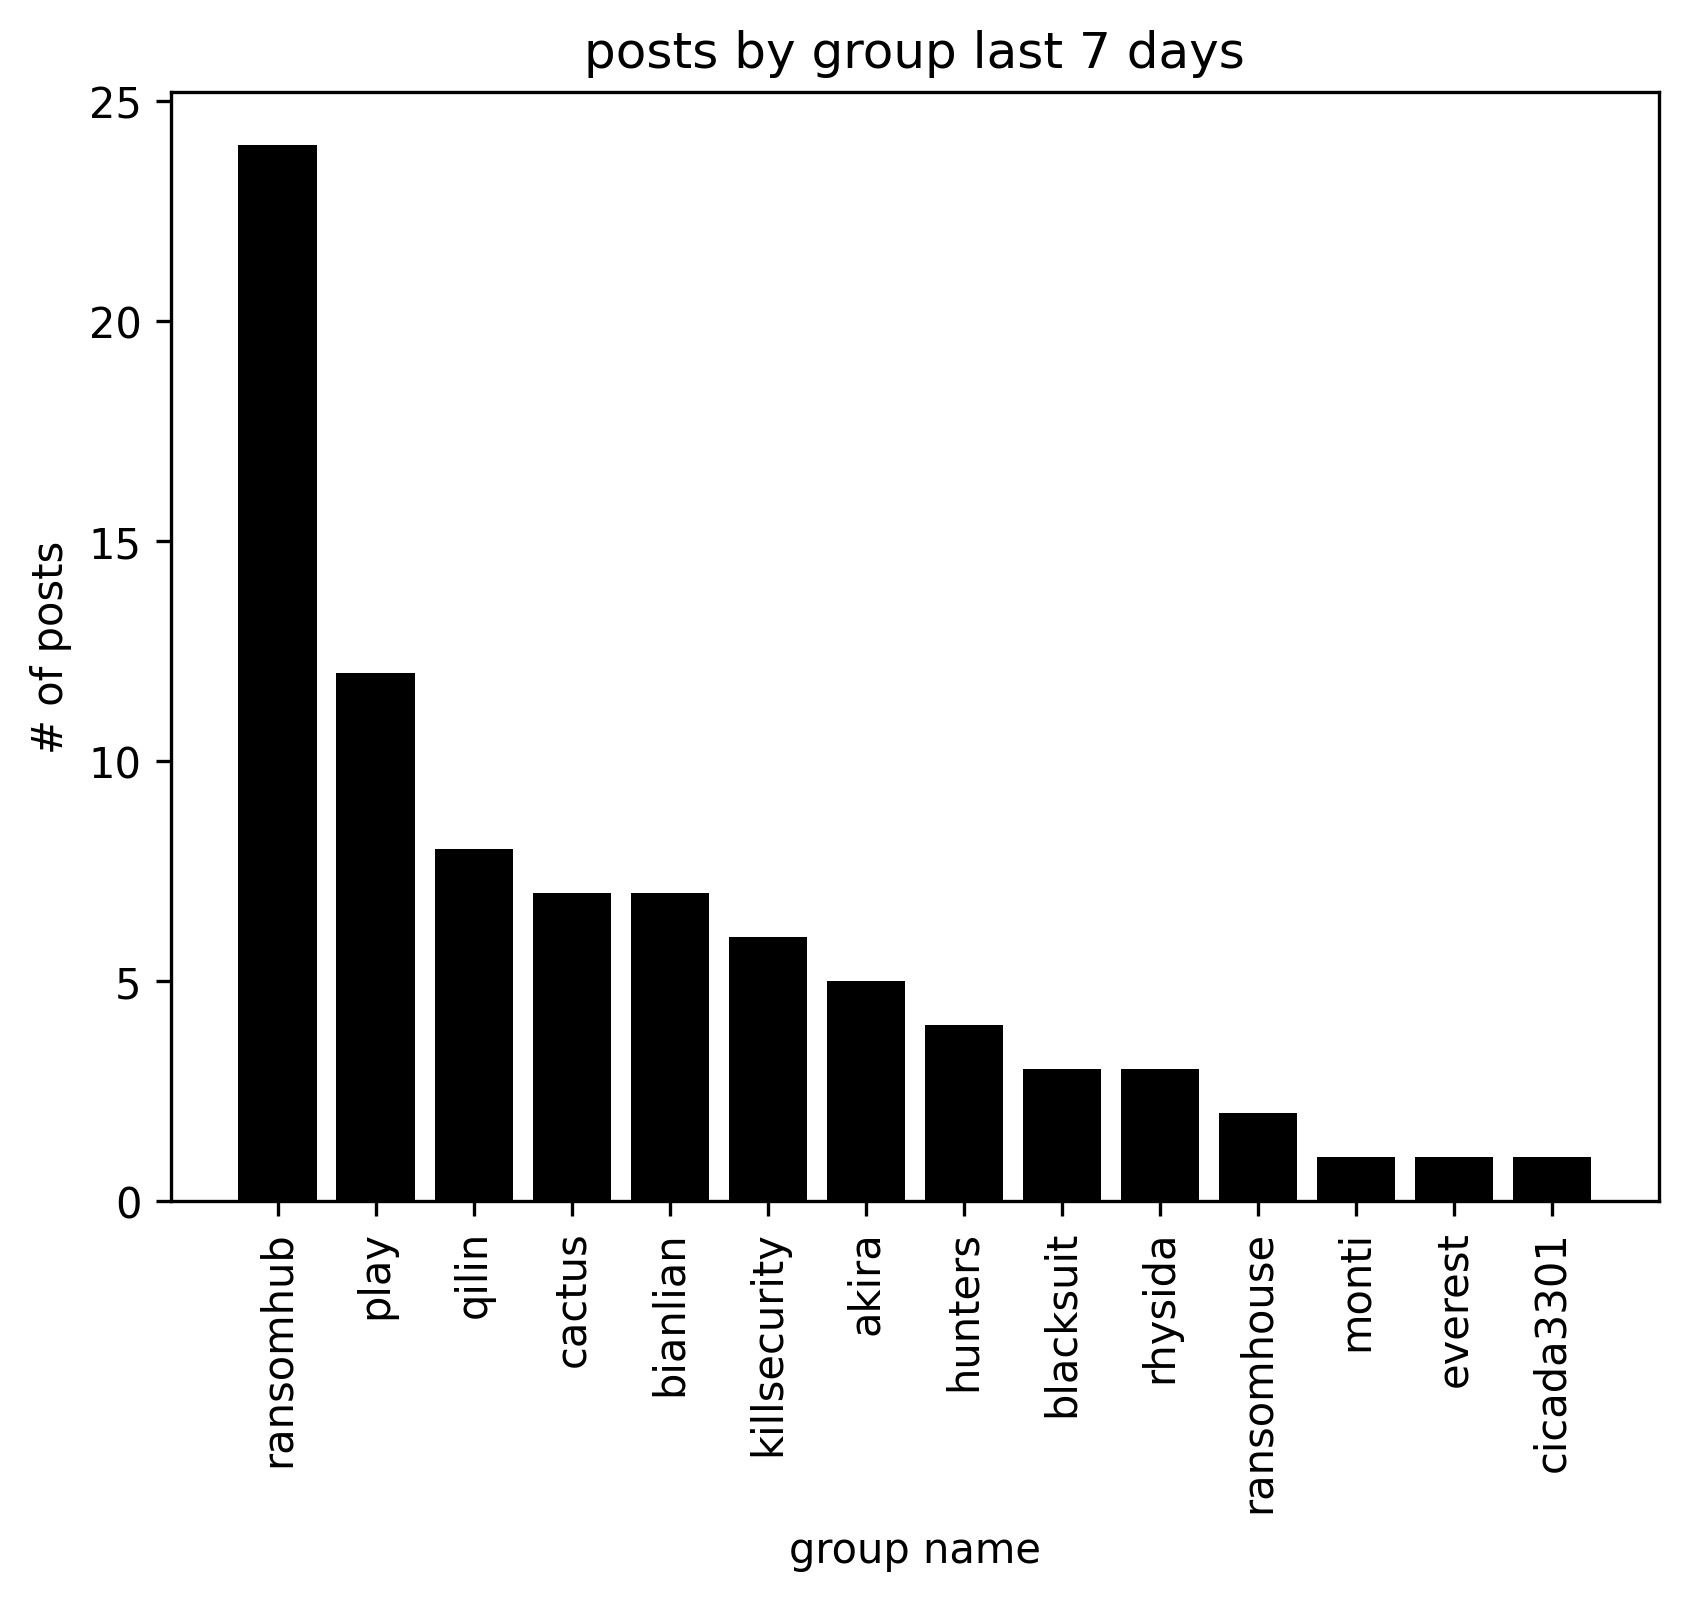 posts by group last 7 days
25
20
15
10
5
0
# of posts
ransomhub
play
qilin
cactus
bianlian
killsecurity
akira
hunters
blacksuit
rhysida
ransomhouse
monti
everest
cicada3301
group name